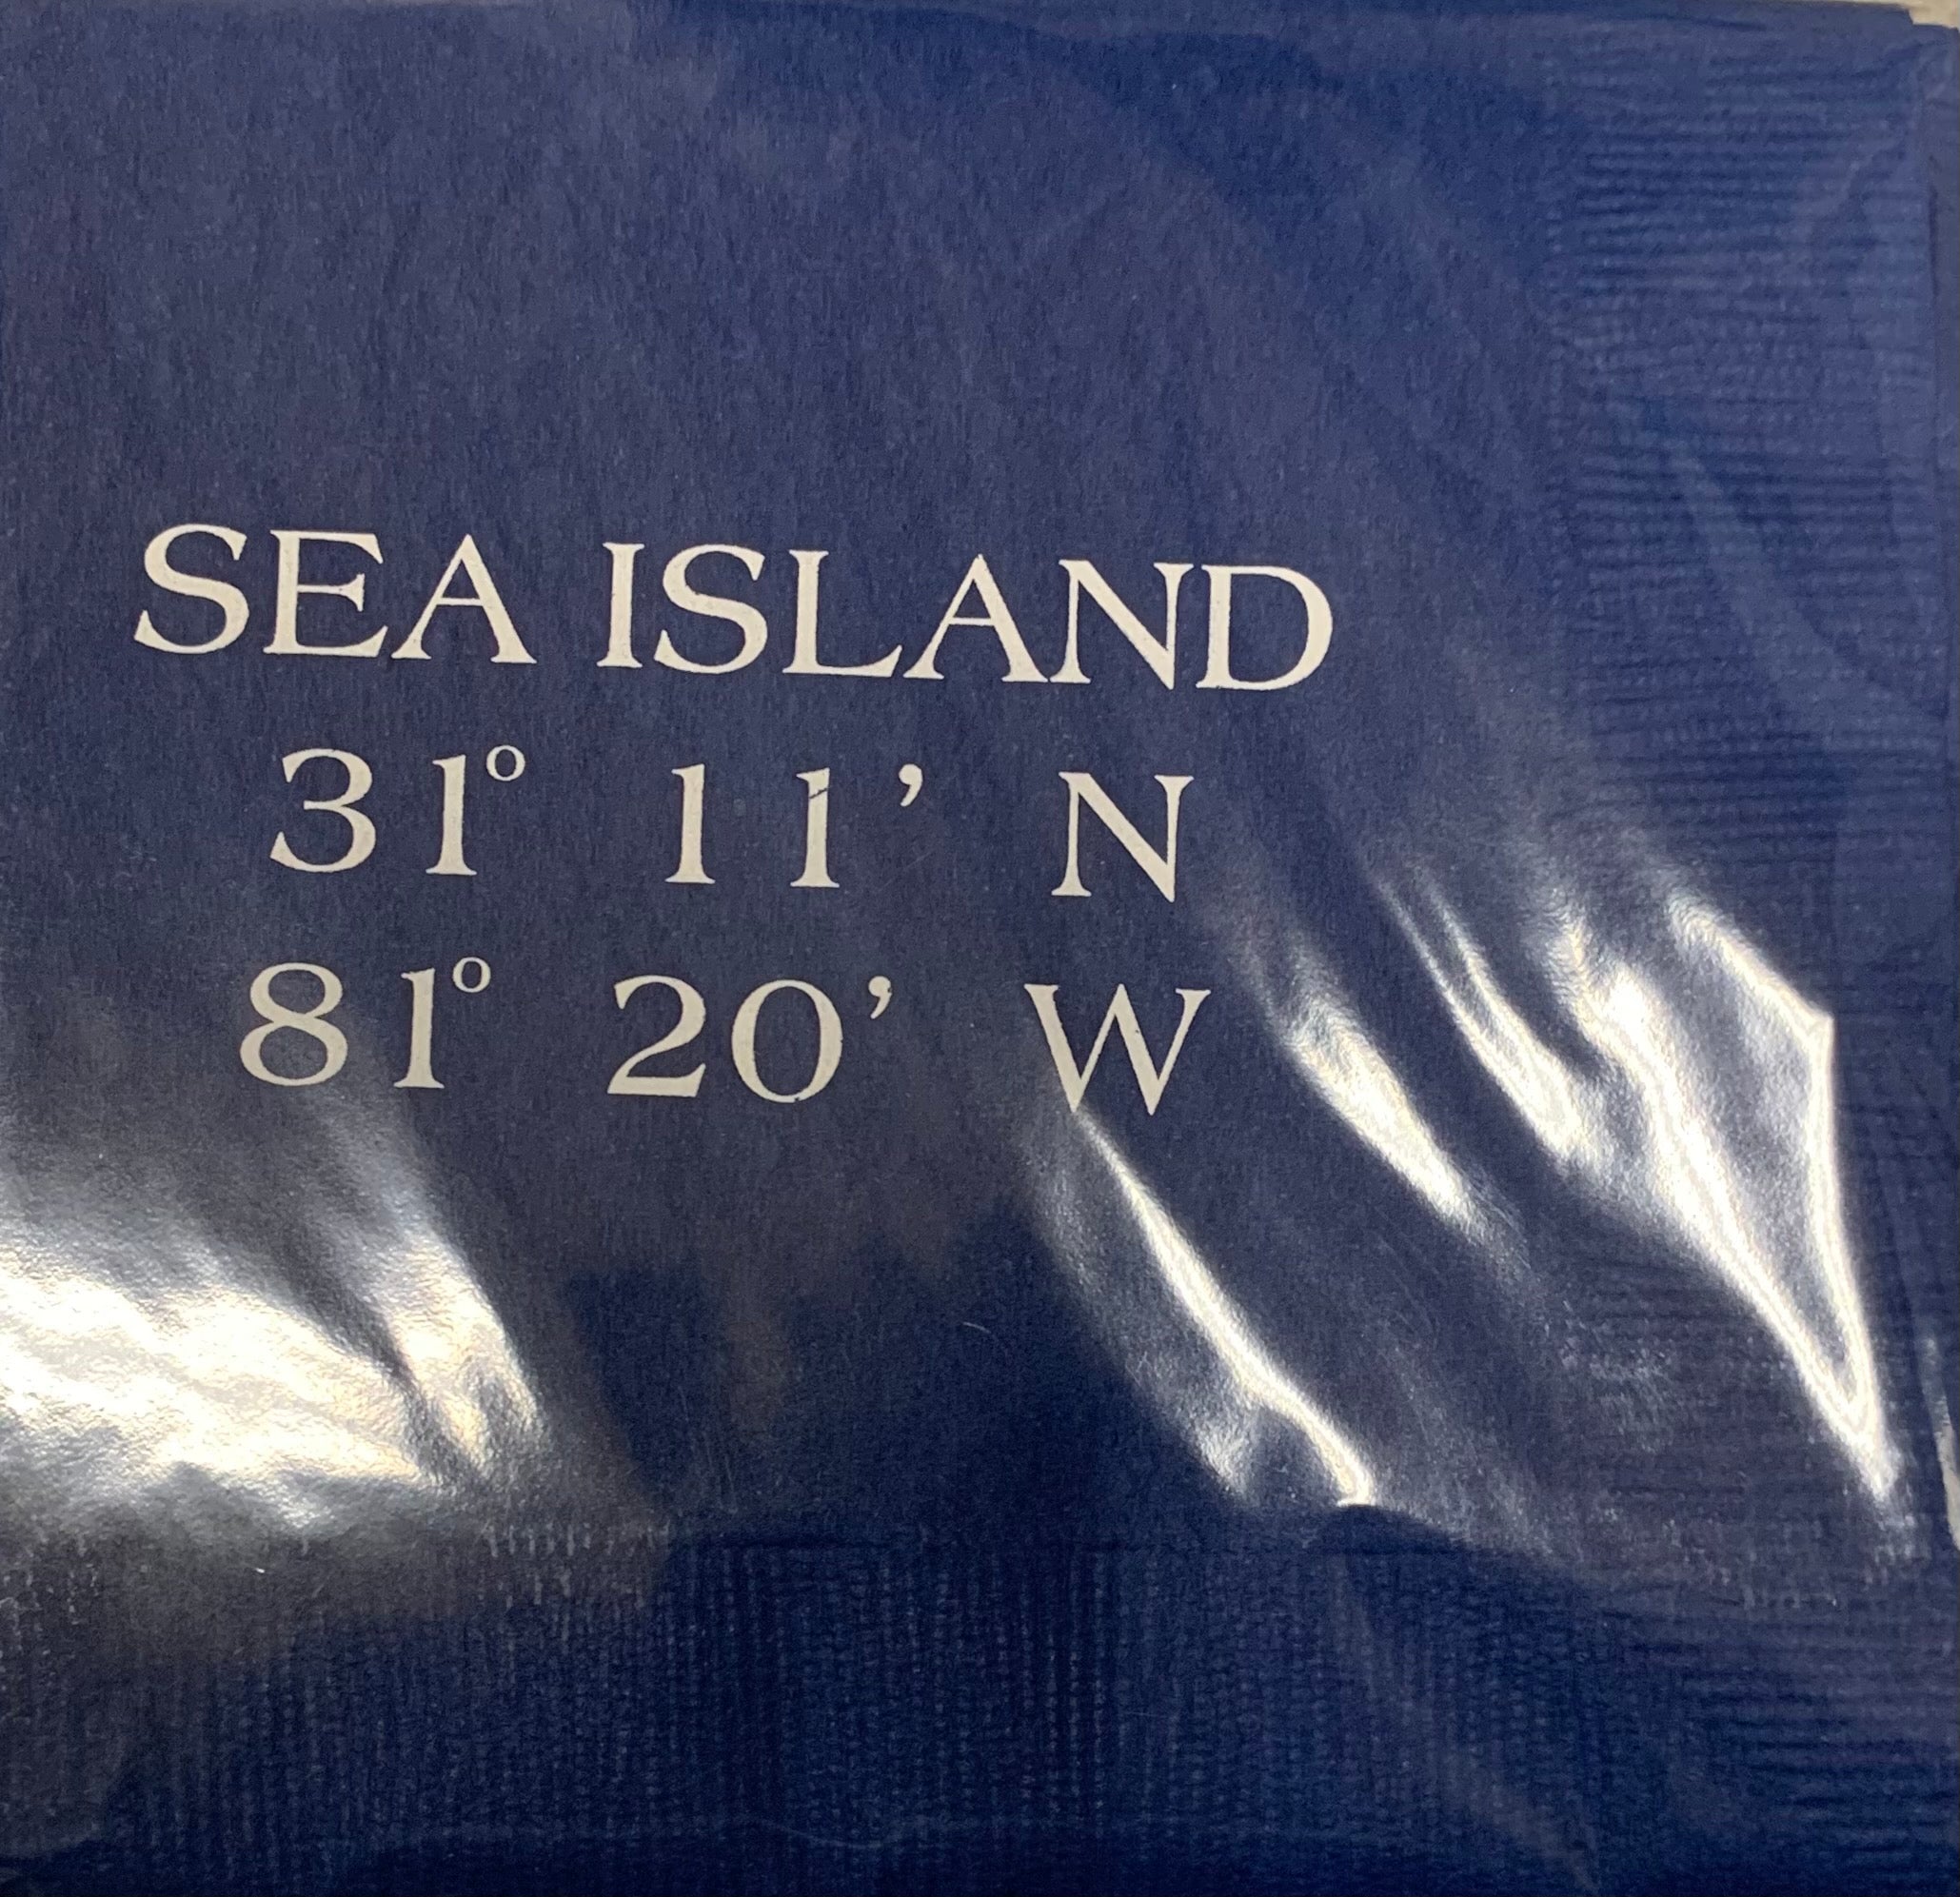 SEA ISLAND
31° 11’ N
81° 20’ W